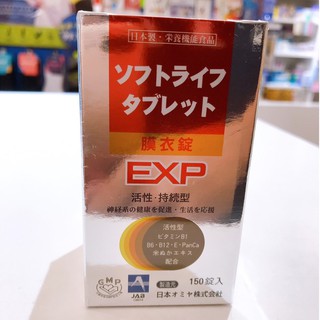 日本製・栄養機能食品
ソフトライフ
タブレット
膜衣錠
EXP
活性・持続型
神経系の健康を促進・生活を応援
活性型
ビタミンB1
B6・B12・E・PanCa
米ぬかエキス
配合
GMP
JAB
製造元
150錠入
日本オミヤ株式会社